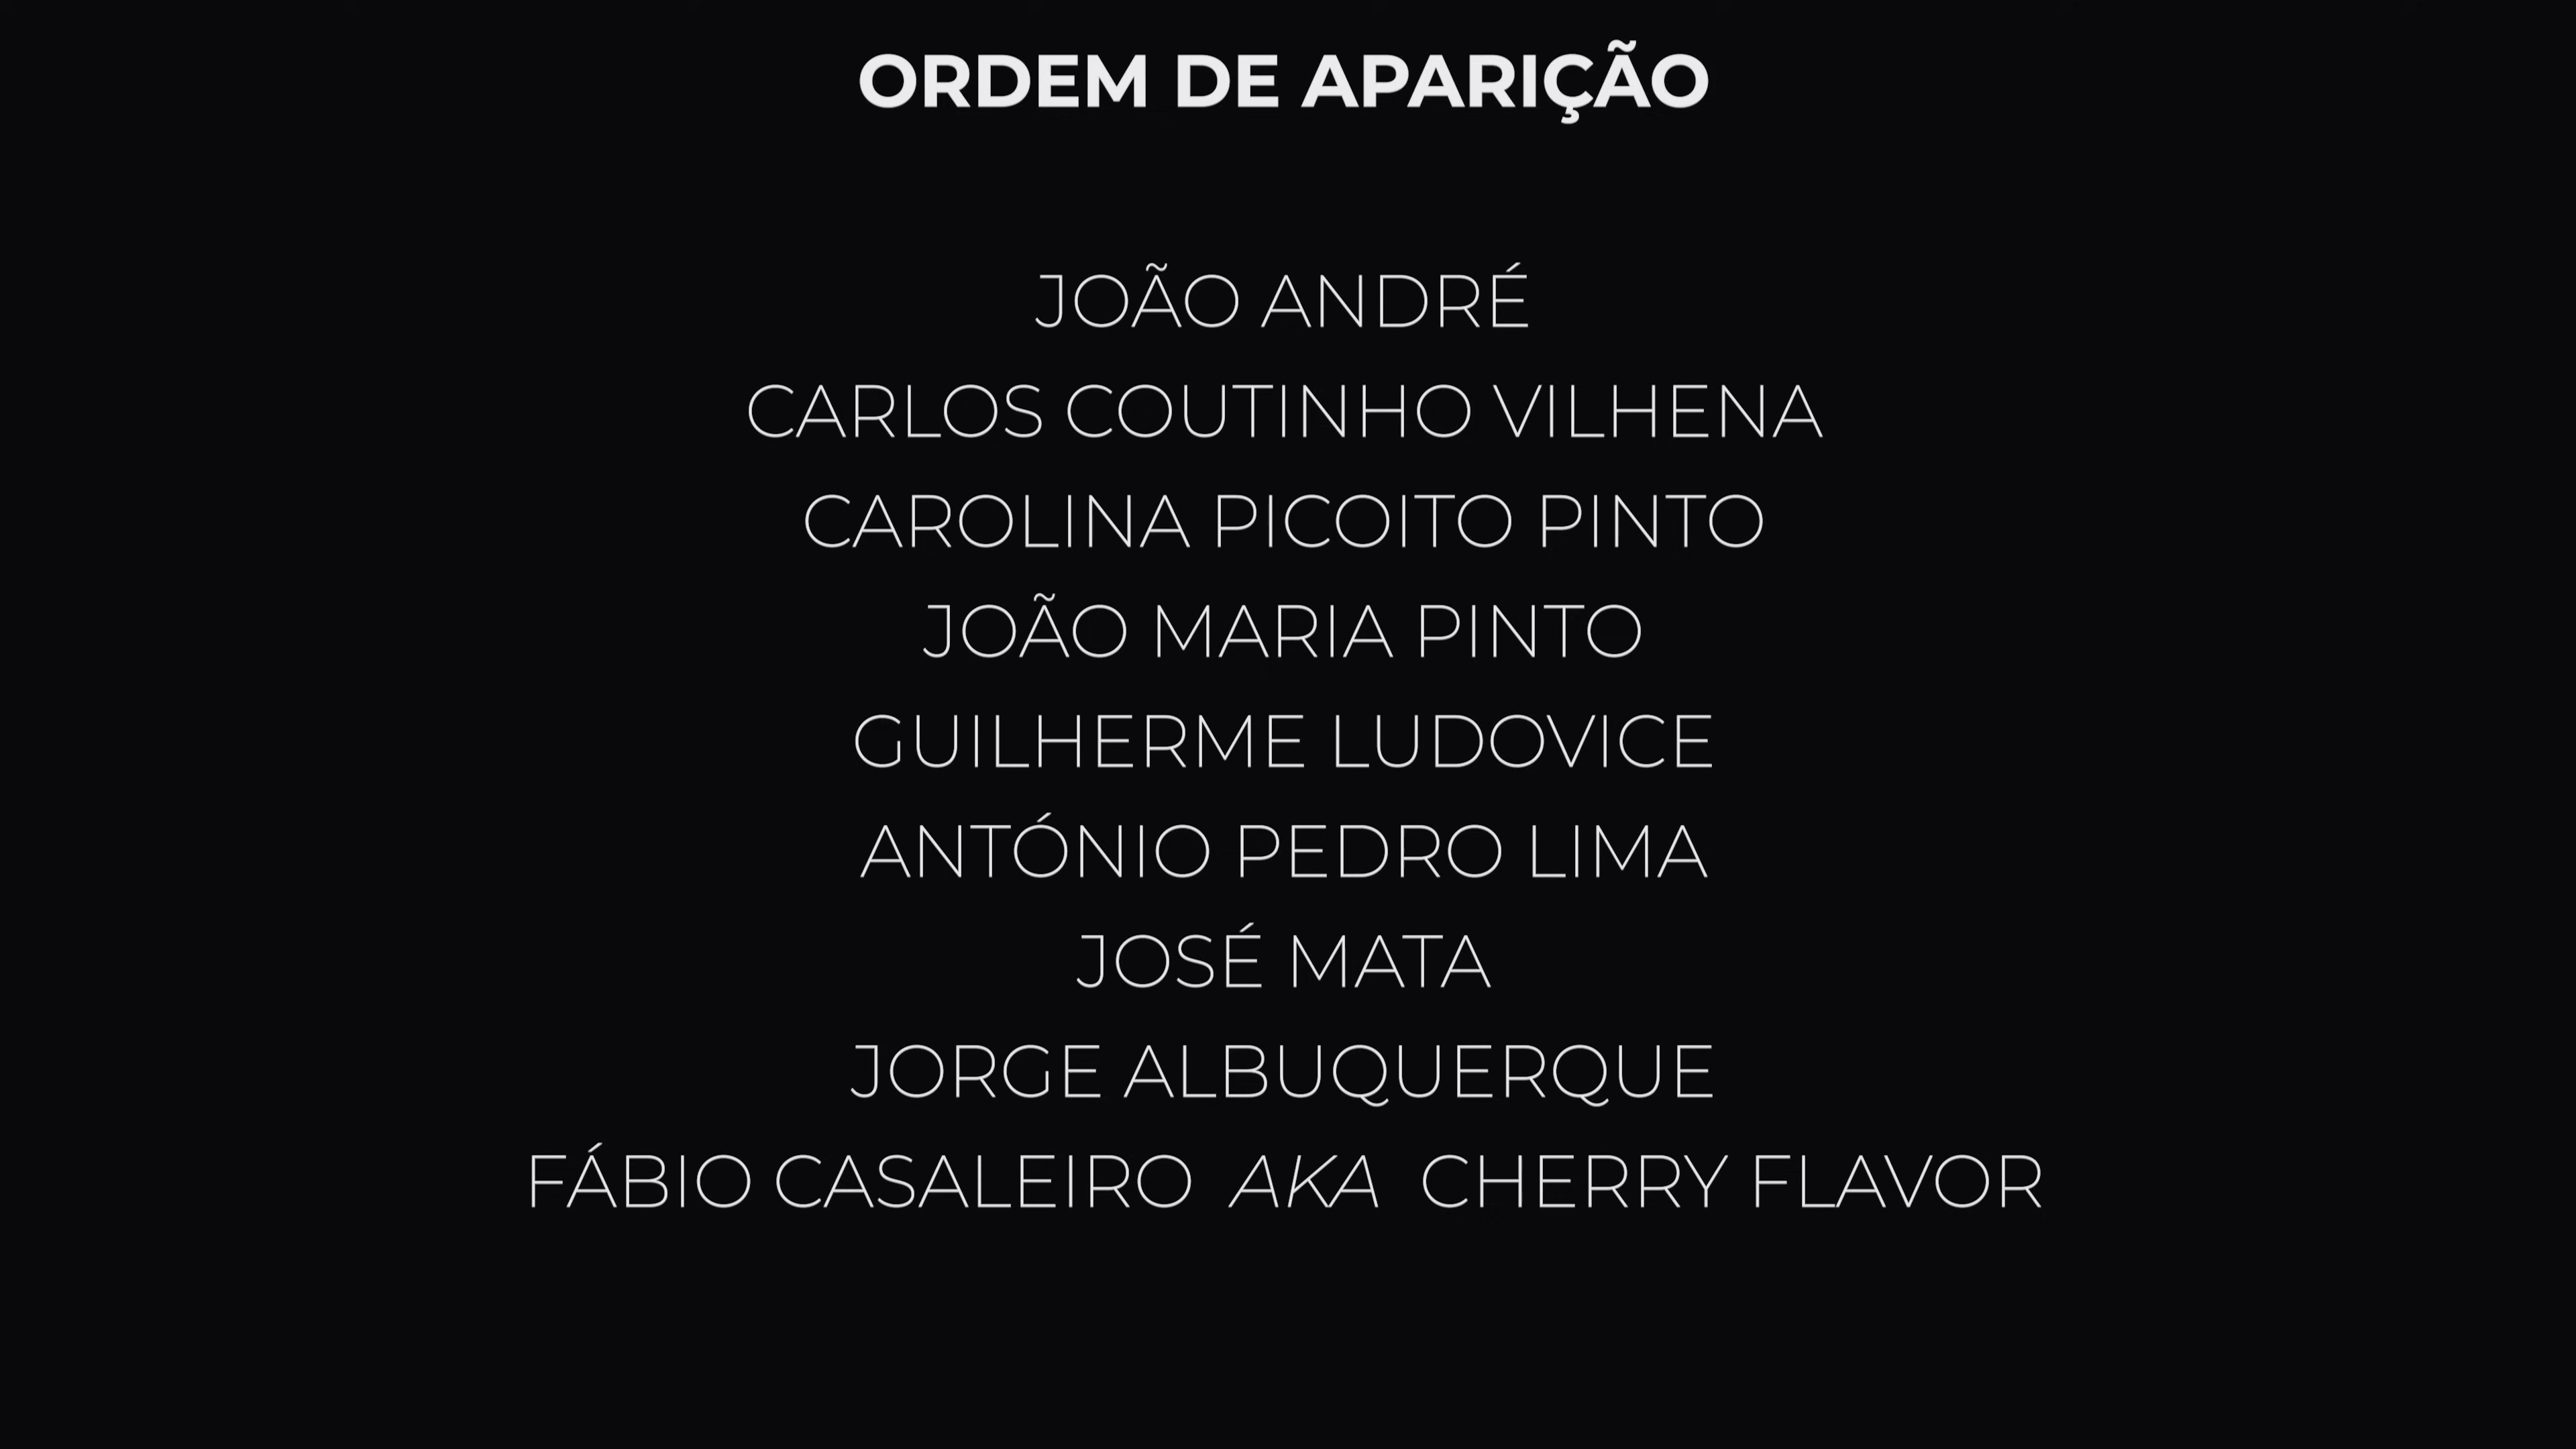 ORDEM DE APARIÇÃO
JOÃO ANDRÉ
CARLOS COUTINHO VILHENA
CAROLINA PICOITO PINTO
JOÃO MARIA PINTO
GUILHERME LUDOVICE
ANTÓNIO PEDRO LIMA
JOSÉ MATA
JORGE ALBUQUERQUE
FÁBIO CASALEIRO AKA CHERRY FLAVOR